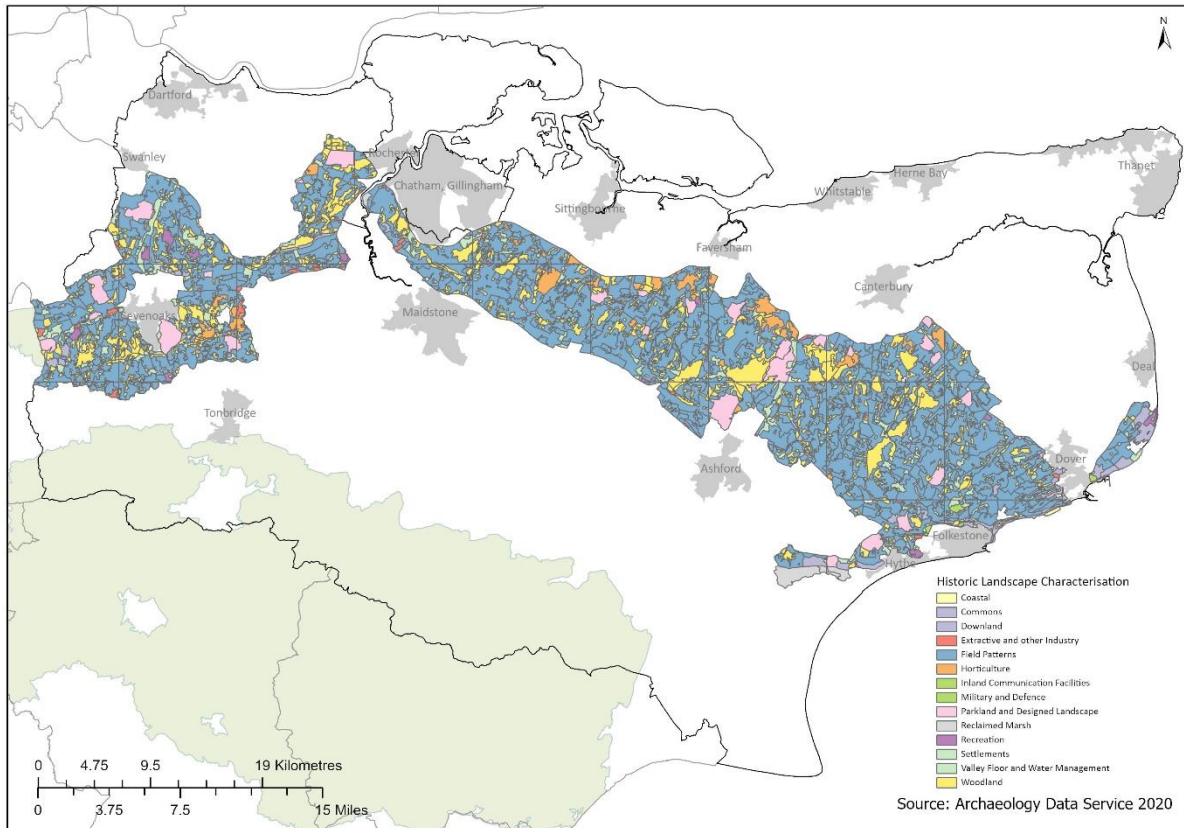 N
Dartford
Swanley
Rochester
Chatham, Gillingham
Sittingbourne
Whitstable
Herne Bay
Thanet
Faversham
Canterbury
Sevenoaks
Maidstone
Deal
Tonbridge
Ashford
Dover
Folkestone
Hythe
Historic Landscape Characterisation
Coastal
Commons
Downland
Extractive and other Industry
Field Patterns
Horticulture
Inland Communication Facilities
Military and Defence
Parkland and Designed Landscape
Reclaimed Marsh
Recreation
Settlements
Valley Floor and Water Management
Woodland
0 4.75 9.5 19 Kilometres
0 3.75 7.5 15 Miles
Source: Archaeology Data Service 2020